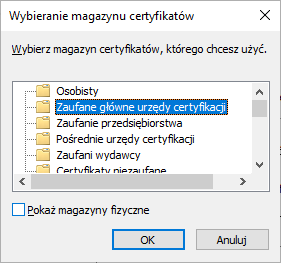 Wybieranie magazynu certyfikatów
Wybierz magazyn certyfikatów, którego chcesz użyć.
Osobisty
Zaufane główne urzędy certyfikacji
Zaufanie przedsiębiorstwa
Pośrednie urzędy certyfikacji
Zaufani wydawcy
Certyfikaty niezaufane
Pokaż magazyny fizyczne
OK
Anuluj